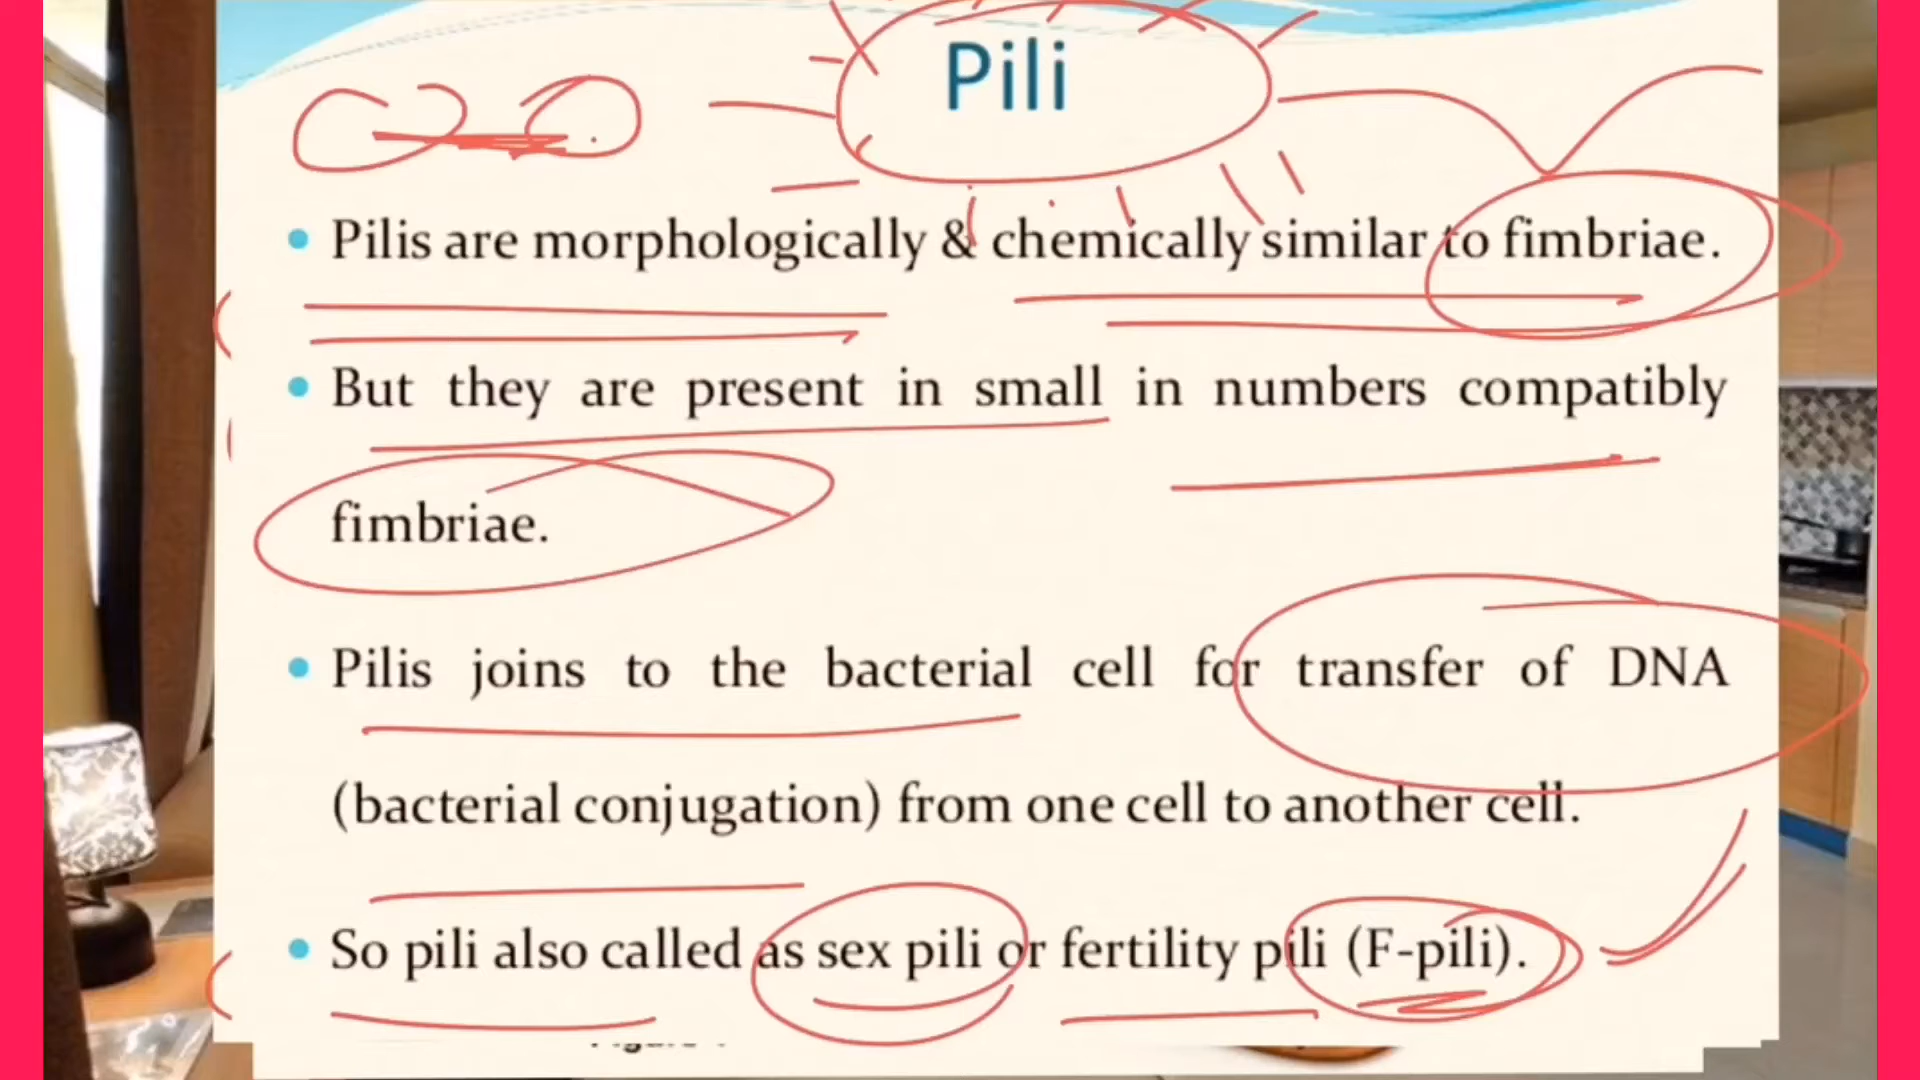 Pili
• Pilis are morphologically & chemically similar to fimbriae.
• But they are present in small in numbers compatibly
fimbriae.
• Pilis joins to the bacterial cell for transfer of DNA
(bacterial conjugation) from one cell to another cell.
• So pili also called as sex pili or fertility pili (F-pili).